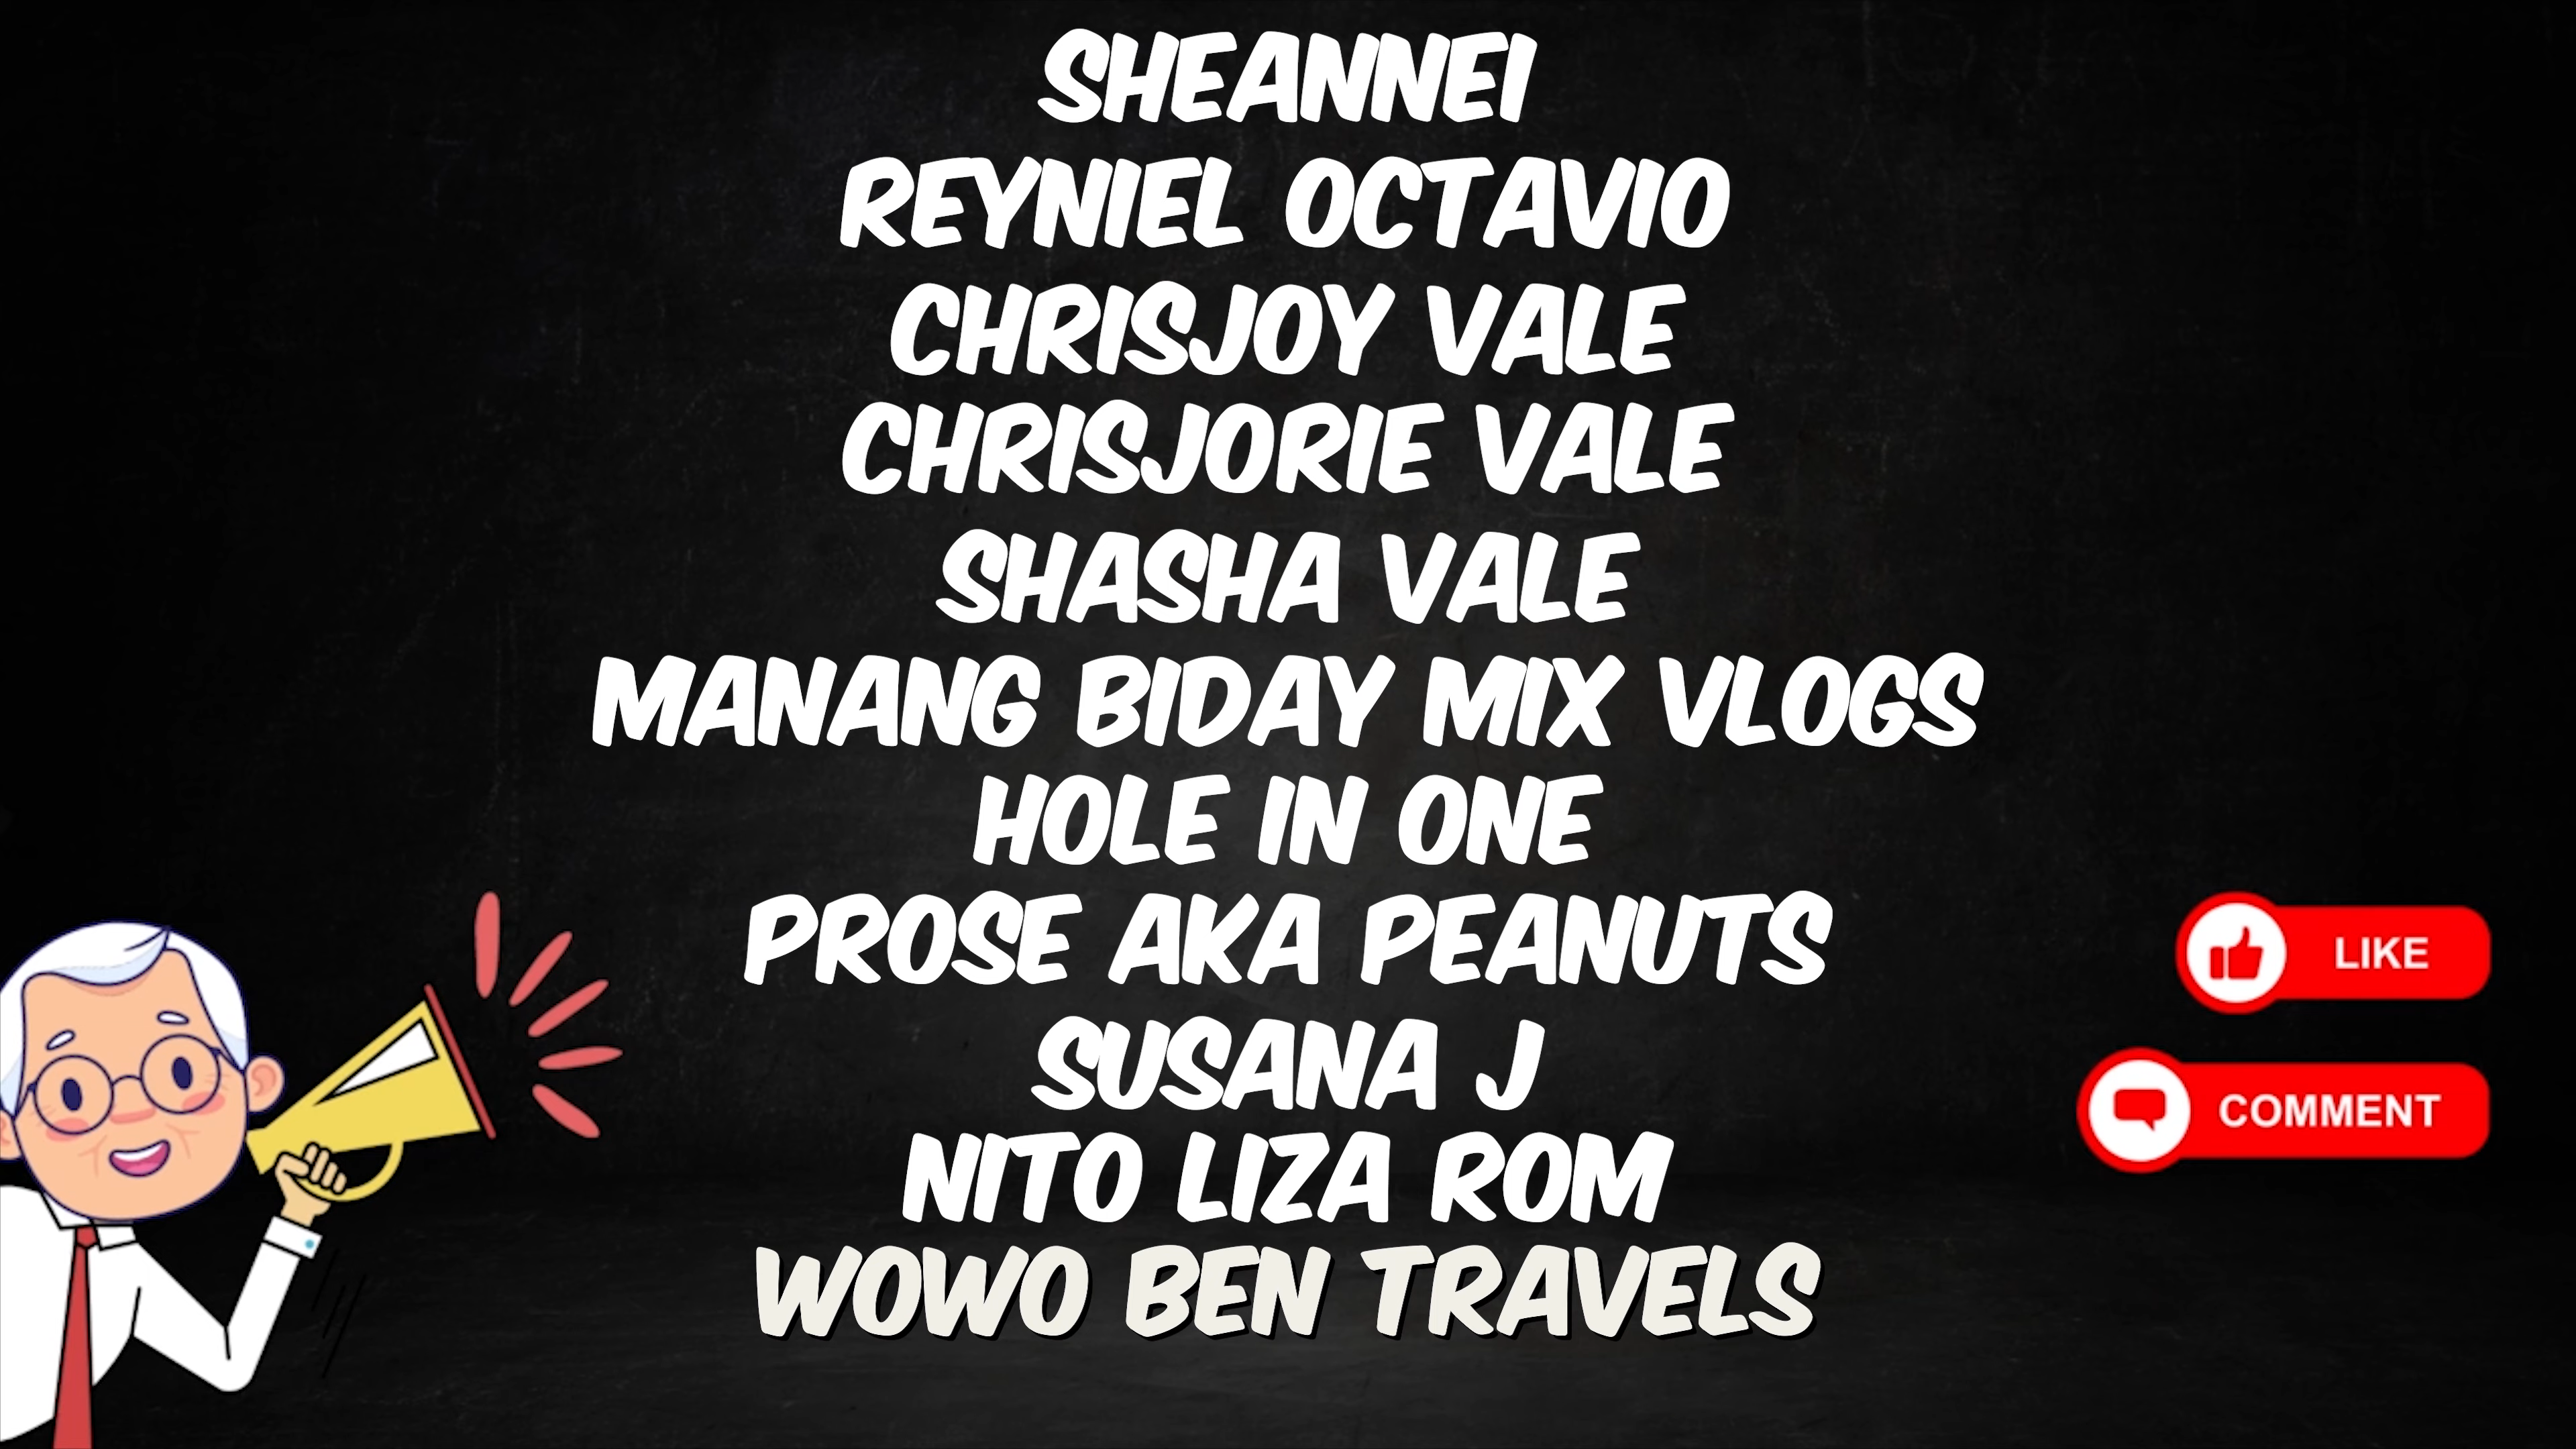 SHEANNEI
REYNIEL OCTAVIO
CHRISJOY VALE
CHRISJORIE VALE
SHASHA VALE
MANANG BIDAY MIX VLOGS
HOLE IN ONE
PROSE AKA PEANUTS
SUSANA J
NITO LIZA ROM
WOWO BEN TRAVELS
LIKE
COMMENT